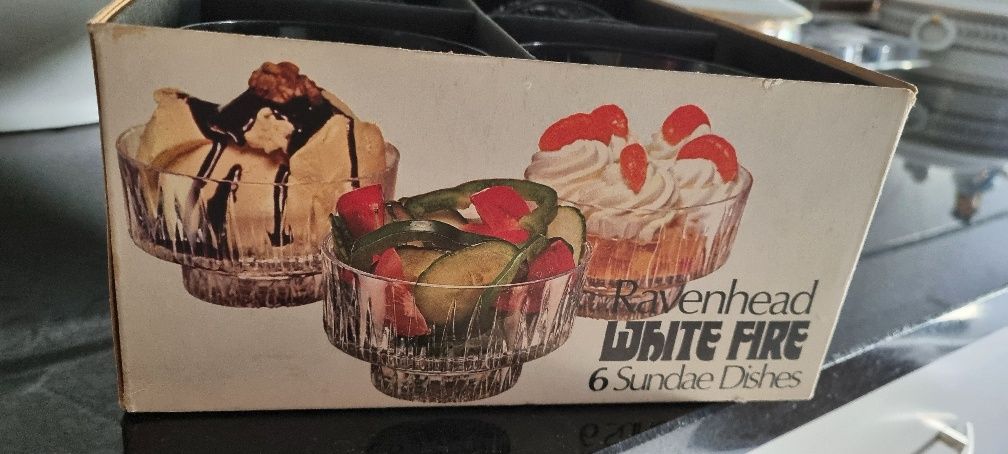 Ravenhead
WhITE FIRE
6 Sundae Dishes